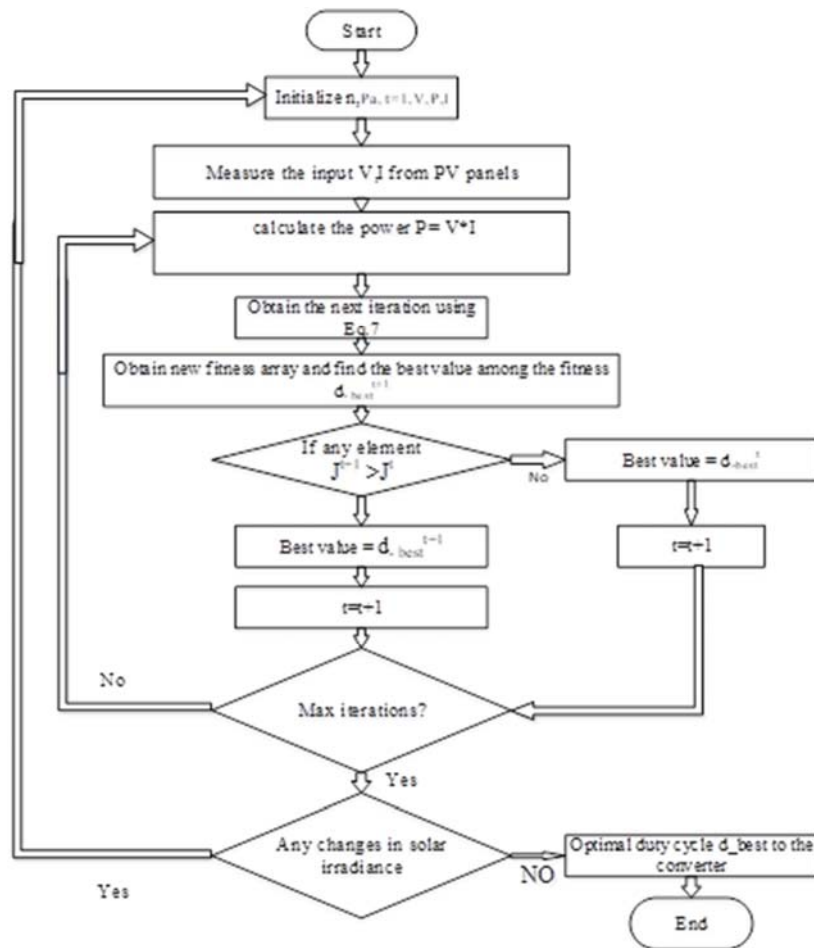 Start
Initialize n, Pa, t=1, V, P, I
Measure the input V,I from PV panels
calculate the power P= V*I
Obtain the next iteration using
Eq.7
Obtain new fitness array and find the best value among the fitness
d- best t+1
If any element
J t+1 >J t
No
Best value = d-best t
Best value = d- best t+1
t=t+1
t=t+1
No
Max iterations?
Yes
Any changes in solar
irradiance
NO
Optimal duty cycle d_best to the
converter
Yes
End